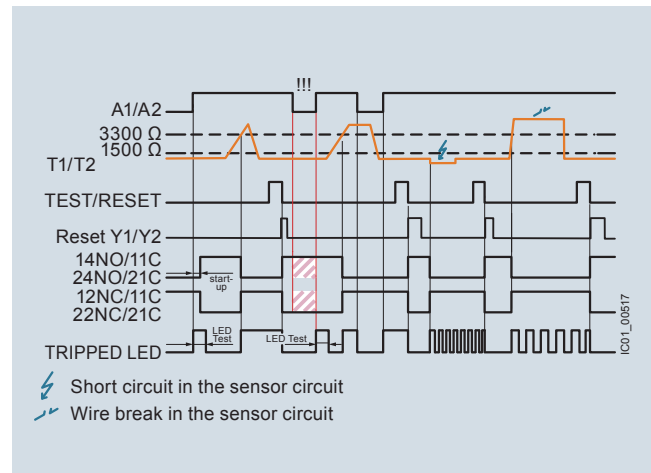 !!!
A1/A2
3300 Ω
1500 Ω
T1/T2
TEST/RESET
Reset Y1/Y2
14NO/11C
24NO/21C
start-
up
12NC/11C
22NC/21C
LED
Test
LED Test
TRIPPED LED
IC01_00517
Short circuit in the sensor circuit
Wire break in the sensor circuit